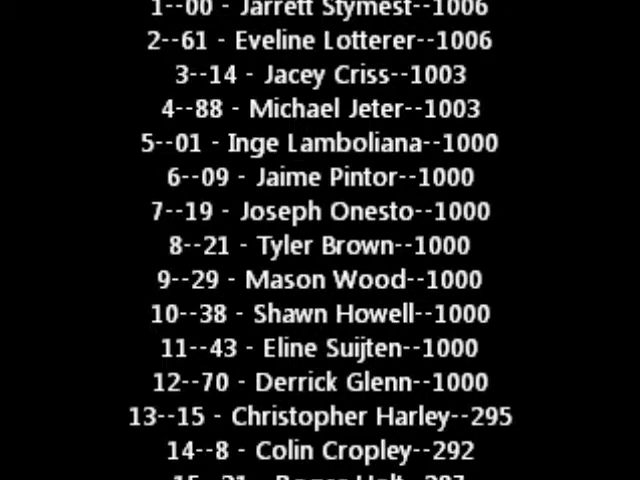 1--00 - Jarrett Stymest--1006
2--61 - Eveline Lotterer--1006
3--14 - Jacey Criss--1003
4--88 - Michael Jeter--1003
5--01 - Inge Lamboliana--1000
6--09 - Jaime Pintor--1000
7--19 - Joseph Onesto--1000
8--21 - Tyler Brown--1000
9--29 - Mason Wood--1000
10--38 - Shawn Howell--1000
11--43 - Eline Suijten--1000
12--70 - Derrick Glenn--1000
13--15 - Christopher Harley--295
14--8 - Colin Cropley--292